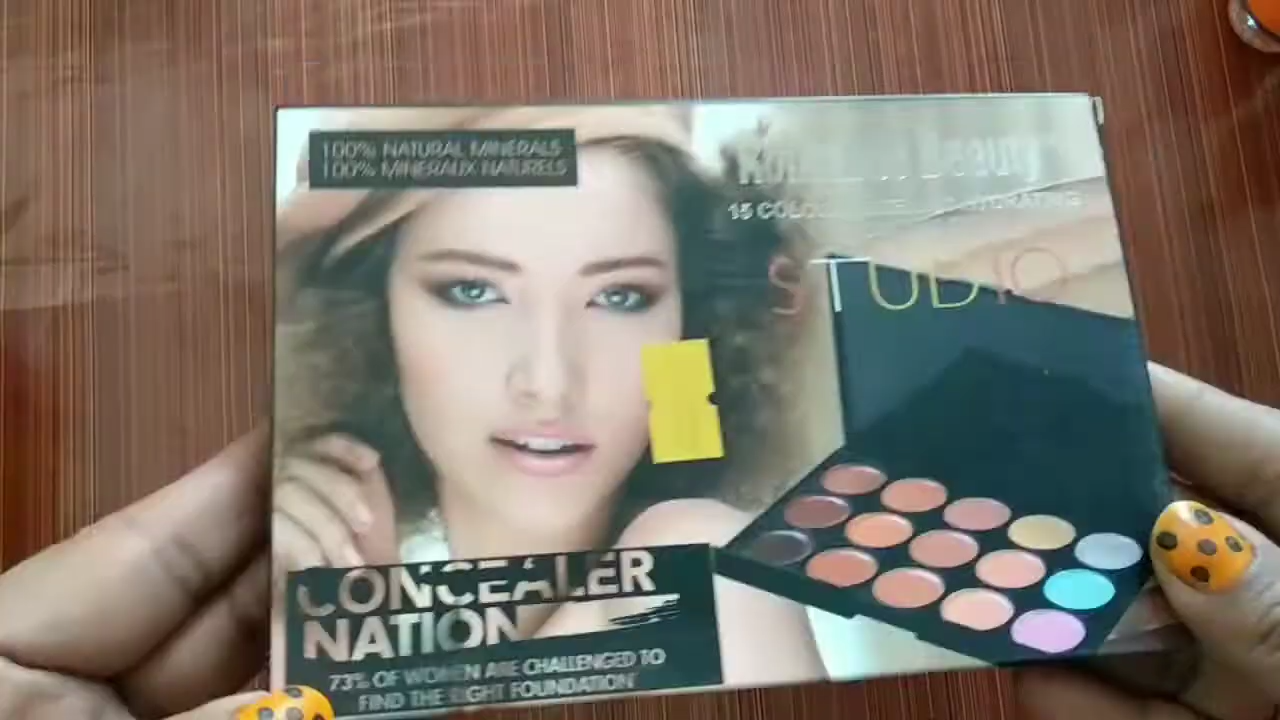 100% NATURAL MINERALS
100% MINERAUX NATURELS
Beauty
15
STUDIO
CONCEALER
NATION
73% OF WOMEN ARE CHALLENGED TO
FIND THE RIGHT FOUNDATION